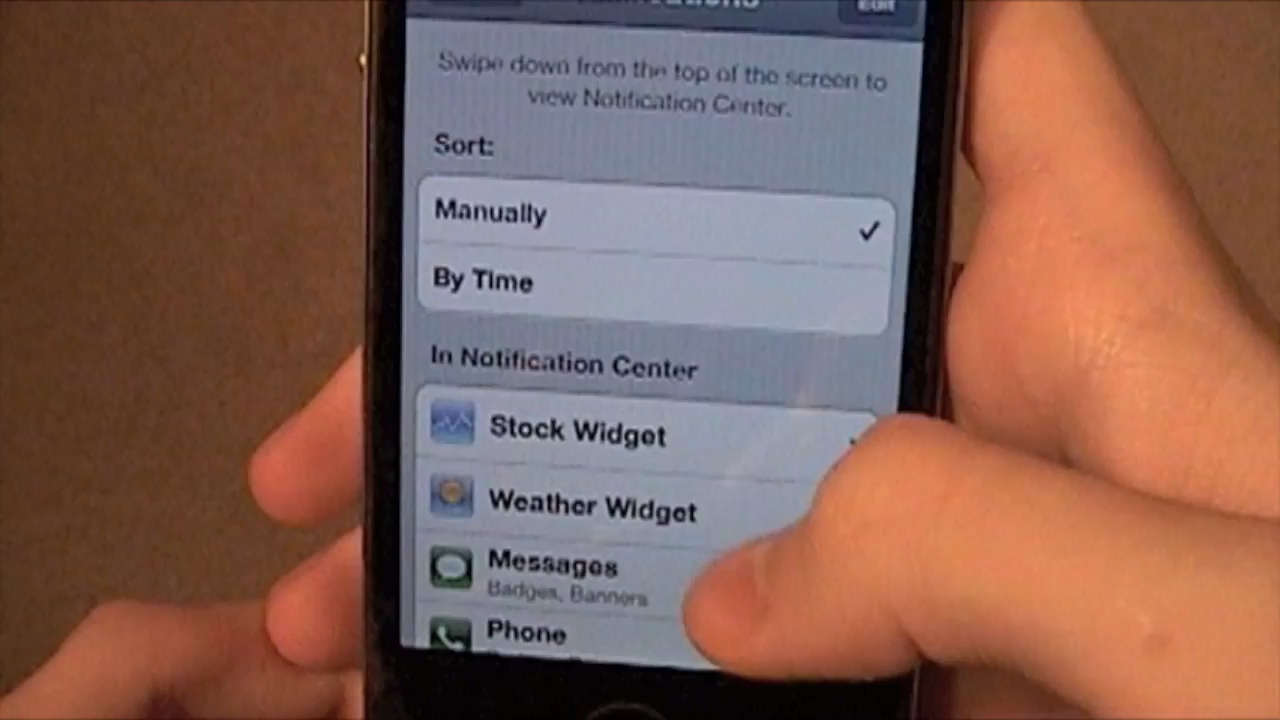 Edit
Swipe down from the top of the screen to
view Notification Center.
Sort:
Manually
By Time
In Notification Center
Stock Widget
Weather Widget
Messages
Badges, Banners
Phone